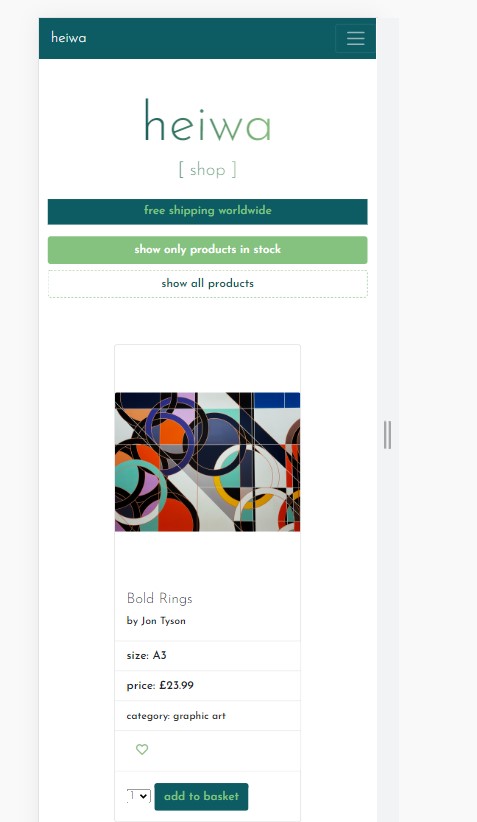 heiwa
heiwa
[ shop ]
free shipping worldwide
show only products in stock
show all products
Bold Rings
by Jon Tyson
size: A3
price: £23.99
category: graphic art
1
add to basket